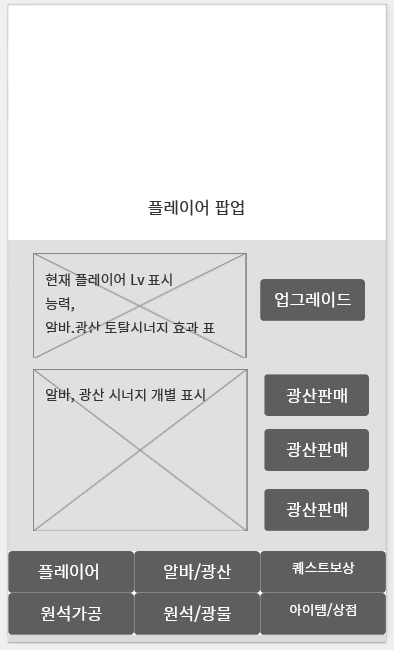 플레이어 팝업
현재 플레이어 Lv 표시
능력,
업그레이드
알바,광산 토탈시너지 효과 표
알바, 광산 시너지 개별 표시
광산판매
광산판매
광산판매
플레이어
알바/광산
퀘스트보상
원석가공
원석/광물
아이템/상점